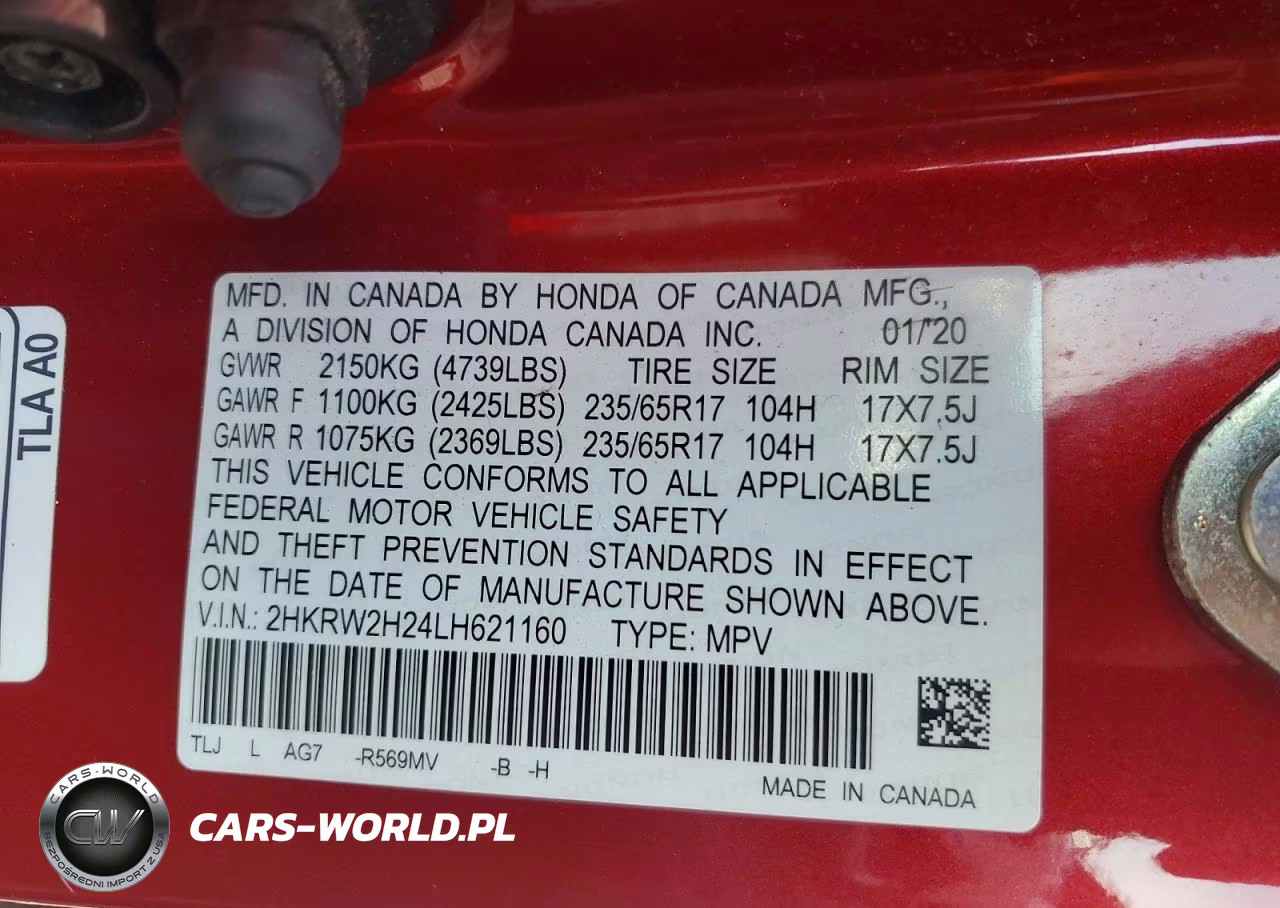 MFD. IN CANADA BY HONDA OF CANADA MFG.,
A DIVISION OF HONDA CANADA INC. 01/'20
GVWR 2150KG (4739LBS) TIRE SIZE RIM SIZE
GAWR F 1100KG (2425LBS) 235/65R17 104H 17X7.5J
GAWR R 1075KG (2369LBS) 235/65R17 104H 17X7.5J
THIS VEHICLE CONFORMS TO ALL APPLICABLE
FEDERAL MOTOR VEHICLE SAFETY
AND THEFT PREVENTION STANDARDS IN EFFECT
ON THE DATE OF MANUFACTURE SHOWN ABOVE.
V.I.N.: 2HKRW2H24LH621160 TYPE: MPV
TLJ L AG7 -R569MV -B -H
MADE IN CANADA
TLA A0
CARS-WORLD
CW
BEZPOŚREDNI IMPORT Z USA
CARS-WORLD.PL